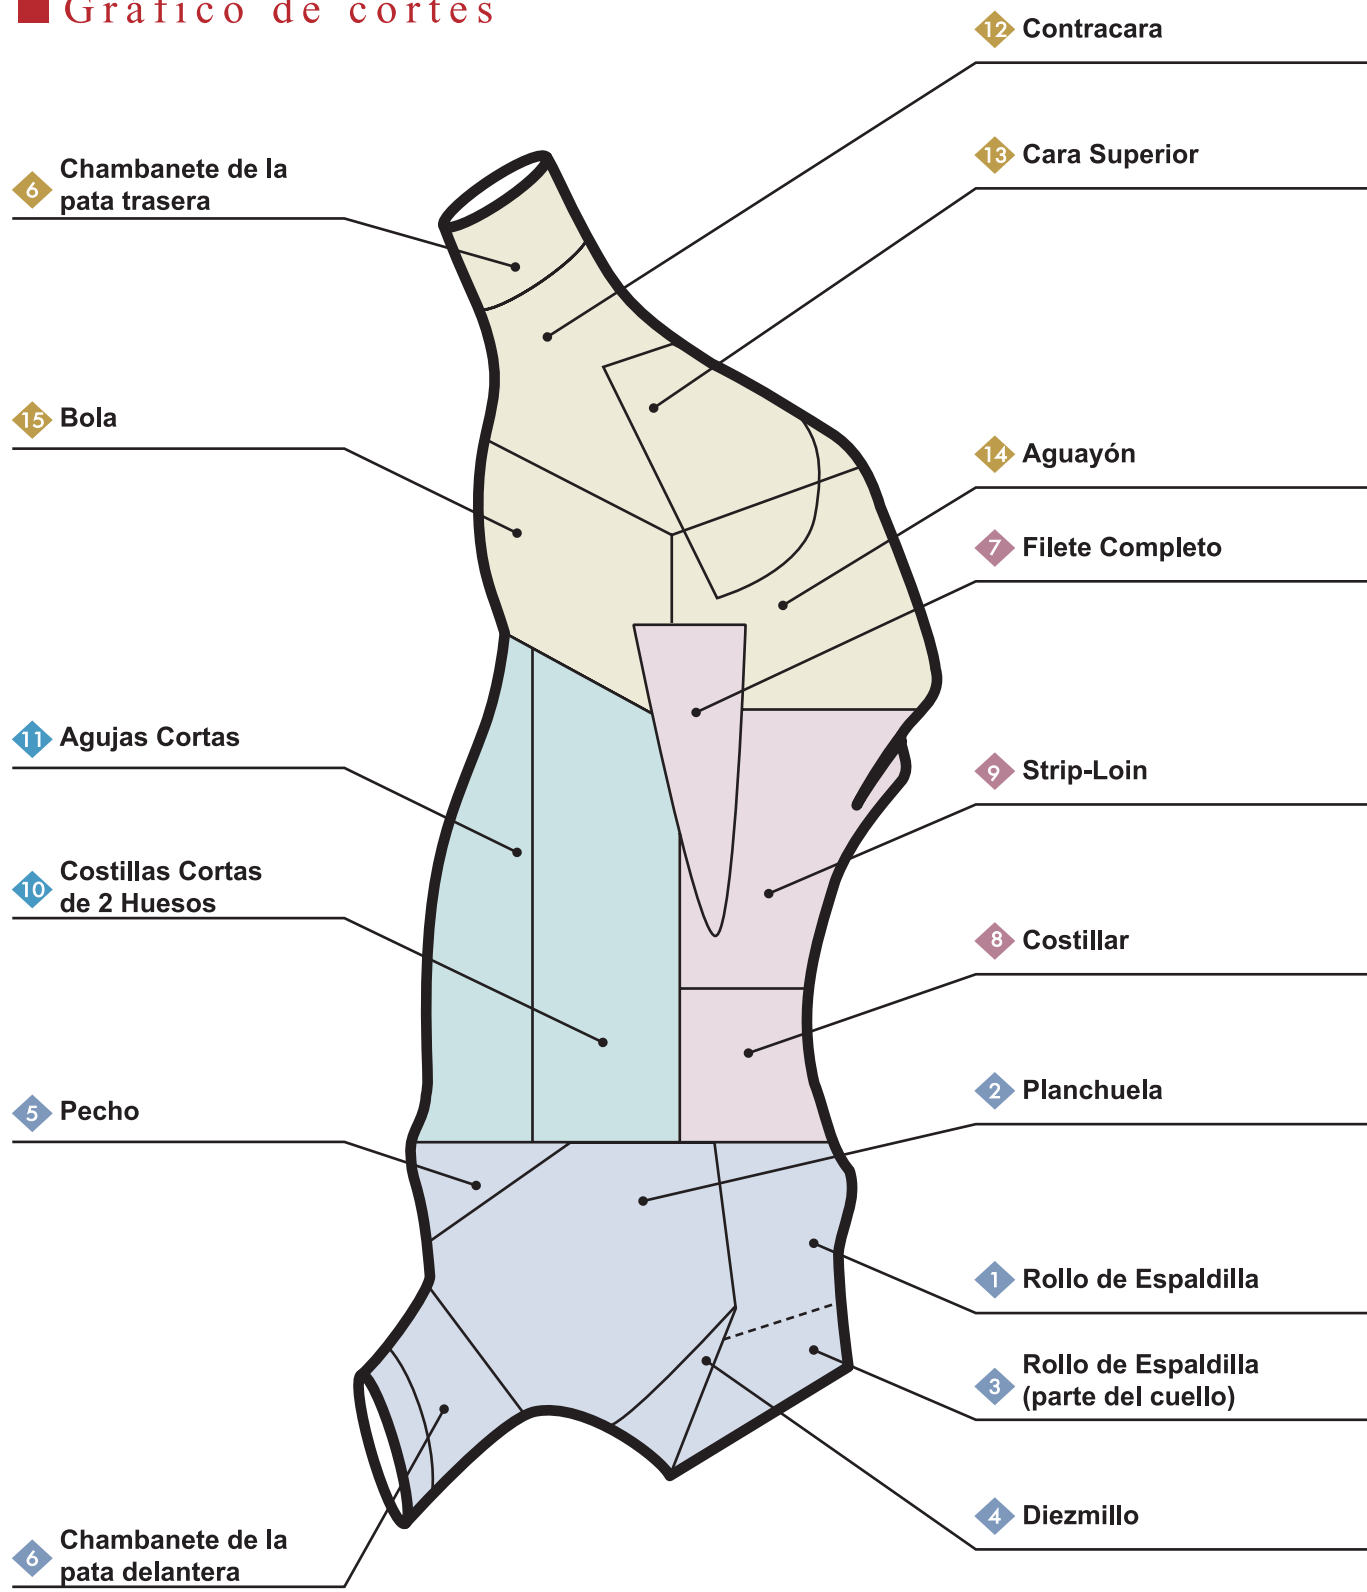 Gráfico de cortes
12 Contracara
13 Cara Superior
6 Chambanete de la
pata trasera
15 Bola
14 Aguayón
7 Filete Completo
11 Agujas Cortas
9 Strip-Loin
10 Costillas Cortas
de 2 Huesos
8 Costillar
5 Pecho
2 Planchuela
1 Rollo de Espaldilla
3 Rollo de Espaldilla
(parte del cuello)
4 Diezmillo
6 Chambanete de la
pata delantera